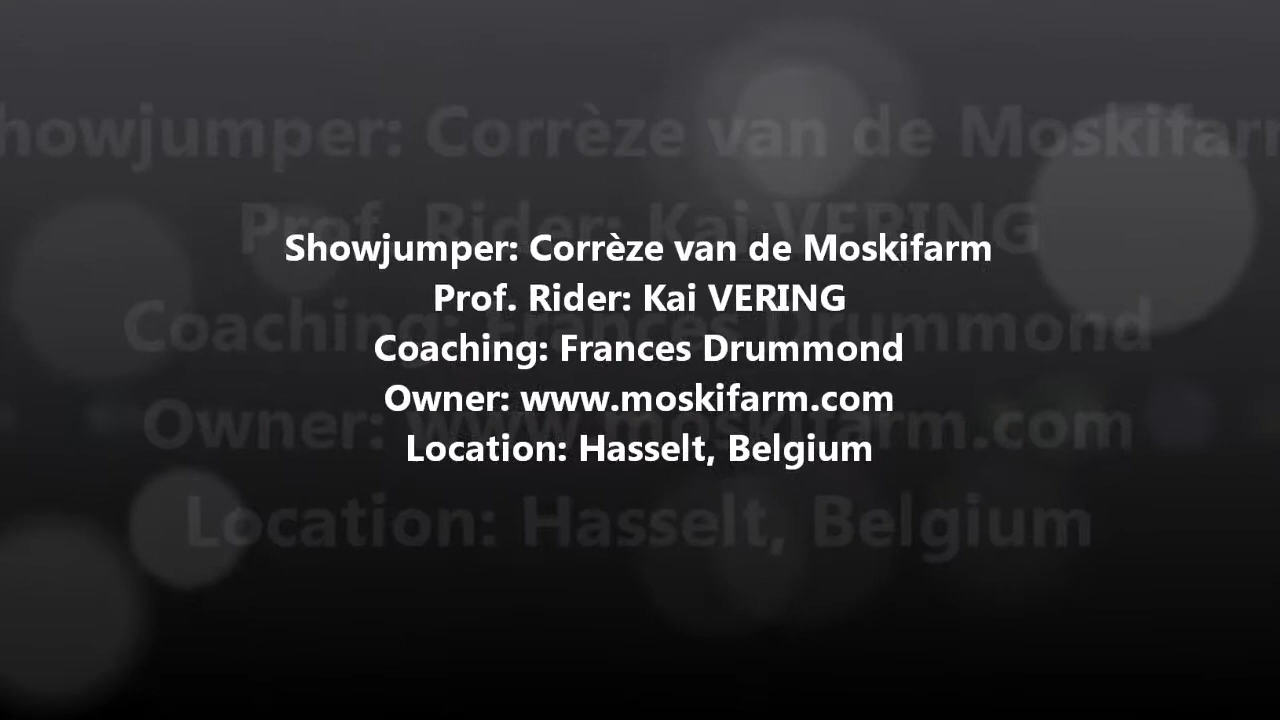 Showjumper: Corrèze van de Moskifarm
Prof. Rider: Kai VERING
Coaching: Frances Drummond
Owner: www.moskifarm.com
Location: Hasselt, Belgium